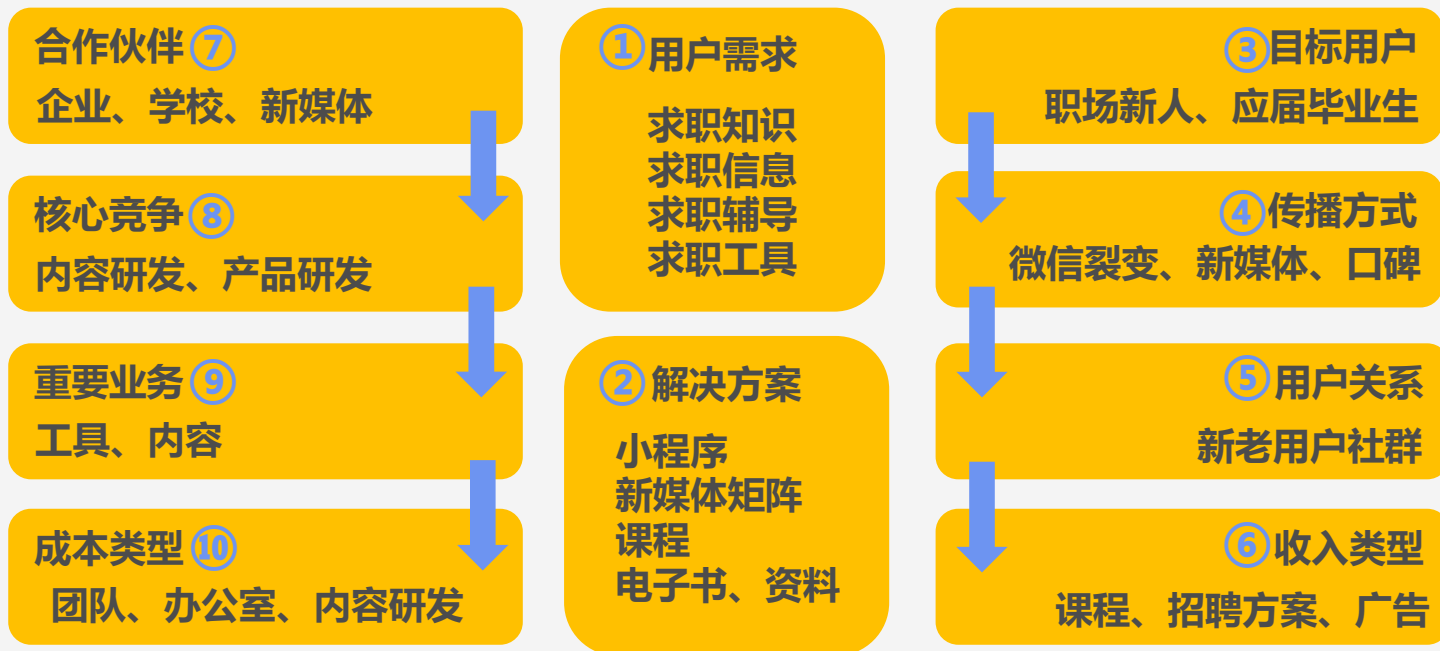 ① 用户需求
求职知识
求职信息
求职辅导
求职工具
② 解决方案
小程序
新媒体矩阵
课程
电子书、资料
③ 目标用户
职场新人、应届毕业生
④ 传播方式
微信裂变、新媒体、口碑
⑤ 用户关系
新老用户社群
⑥ 收入类型
课程、招聘方案、广告
合作伙伴 ⑦
企业、学校、新媒体
核心竞争 ⑧
内容研发、产品研发
重要业务 ⑨
工具、内容
成本类型 ⑩
团队、办公室、内容研发